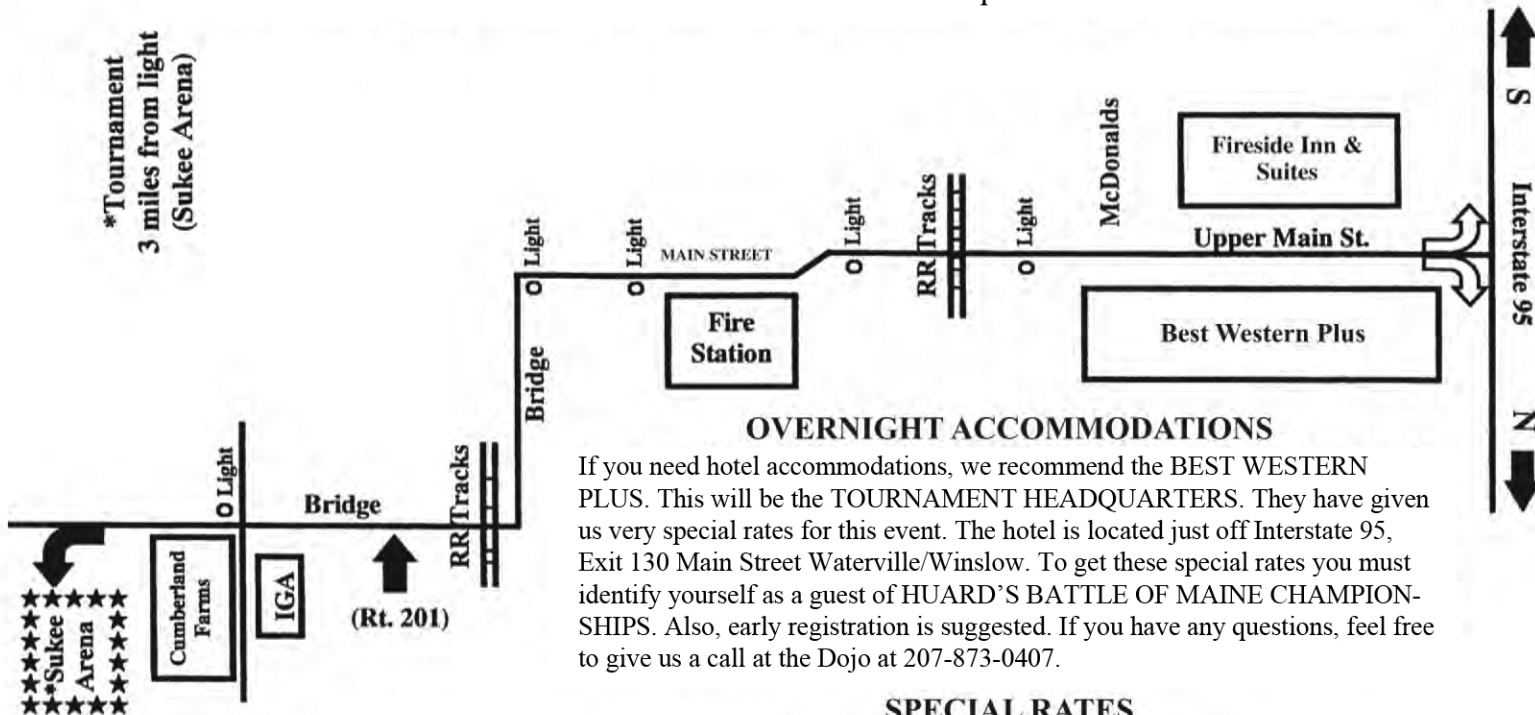 *Tournament
3 miles from light
(Sukee Arena)
S
Interstate 95
N
Fireside Inn &
Suites
McDonalds
Upper Main St.
Best Western Plus
Light
RR Tracks
Light
MAIN STREET
Light
Light
Fire
Station
Bridge
RR Tracks
Bridge
(Rt. 201)
Light
IGA
Cumberland
Farms
*Sukee
Arena
OVERNIGHT ACCOMMODATIONS
If you need hotel accommodations, we recommend the BEST WESTERN
PLUS. This will be the TOURNAMENT HEADQUARTERS. They have given
us very special rates for this event. The hotel is located just off Interstate 95,
Exit 130 Main Street Waterville/Winslow. To get these special rates you must
identify yourself as a guest of HUARD'S BATTLE OF MAINE CHAMPION-
SHIPS. Also, early registration is suggested. If you have any questions, feel free
to give us a call at the Dojo at 207-873-0407.
SPECIAL RATES